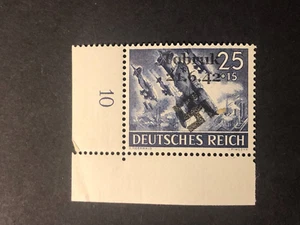 Tobruk
21.6.42
25
+15
DEUTSCHES REICH
10